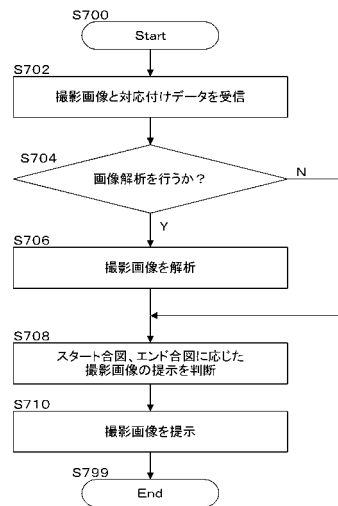 S700
Start
S702
撮影画像と対応付けデータを受信
S704
画像解析を行うか？
N
Y
S706
撮影画像を解析
S708
スタート合図、エンド合図に応じた
撮影画像の提示を判断
S710
撮影画像を提示
S799
End